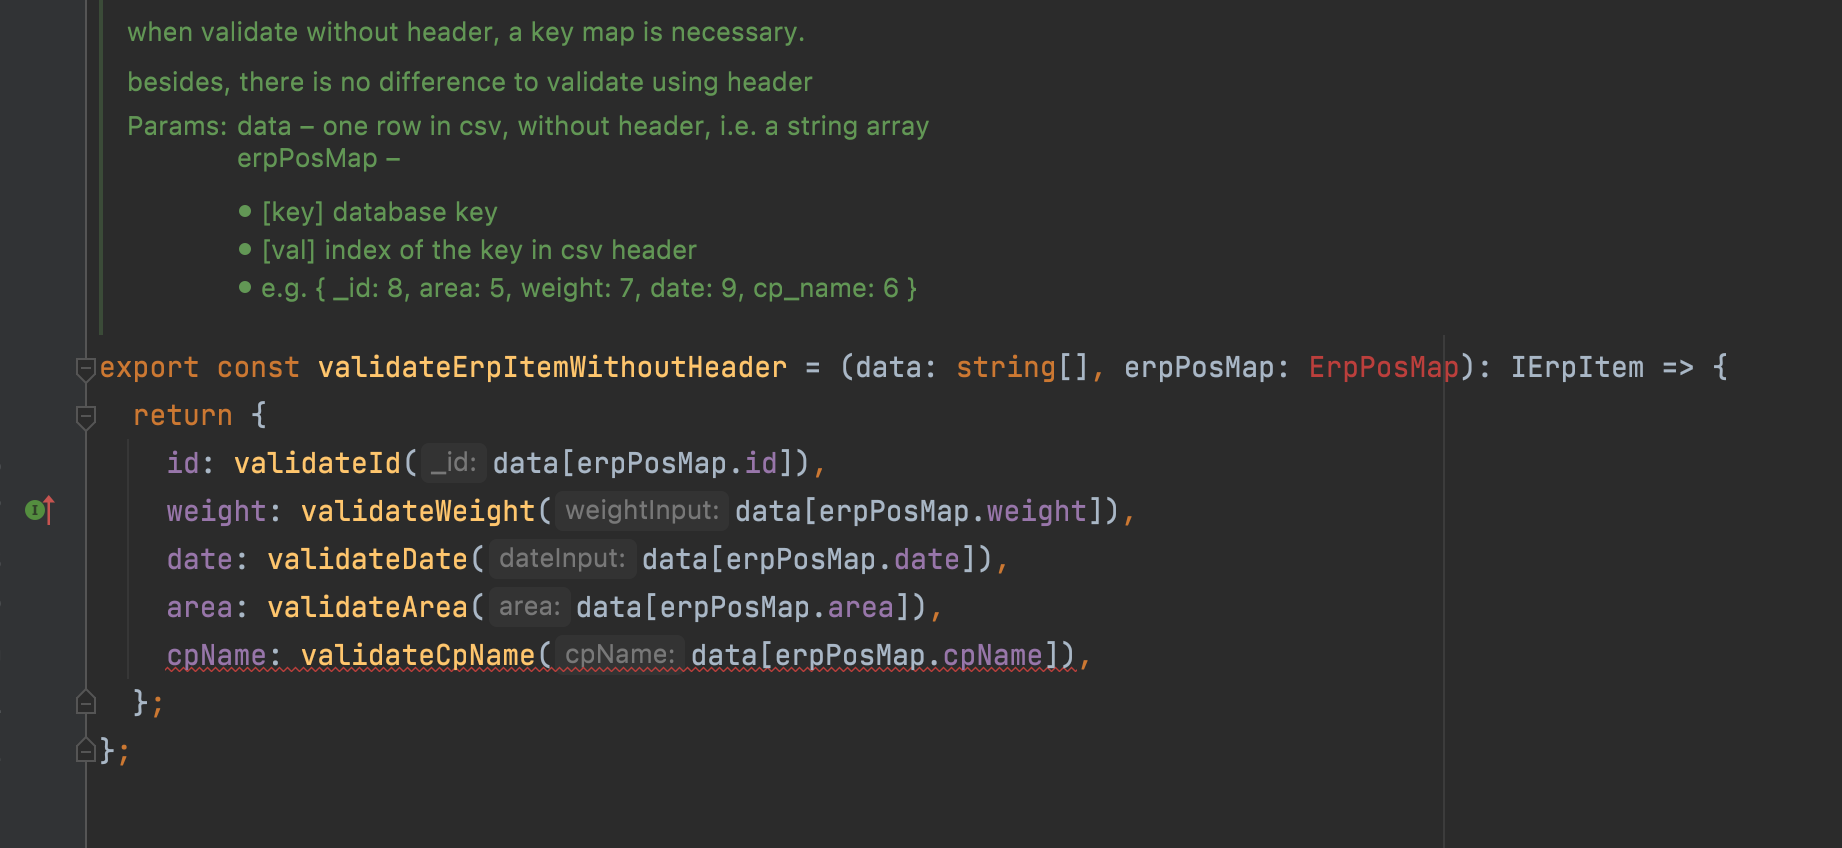 when validate without header, a key map is necessary.
besides, there is no difference to validate using header
Params: data – one row in csv, without header, i.e. a string array
erpPosMap –
• [key] database key
• [val] index of the key in csv header
• e.g. { _id: 8, area: 5, weight: 7, date: 9, cp_name: 6 }
export const validateErpItemWithoutHeader = (data: string[], erpPosMap: ErpPosMap): IErpItem => {
return {
id: validateId( _id: data[erpPosMap.id]),
I weight: validateWeight( weightInput: data[erpPosMap.weight]),
date: validateDate( dateInput: data[erpPosMap.date]),
area: validateArea( area: data[erpPosMap.area]),
cpName: validateCpName( cpName: data[erpPosMap.cpName]),
};
};